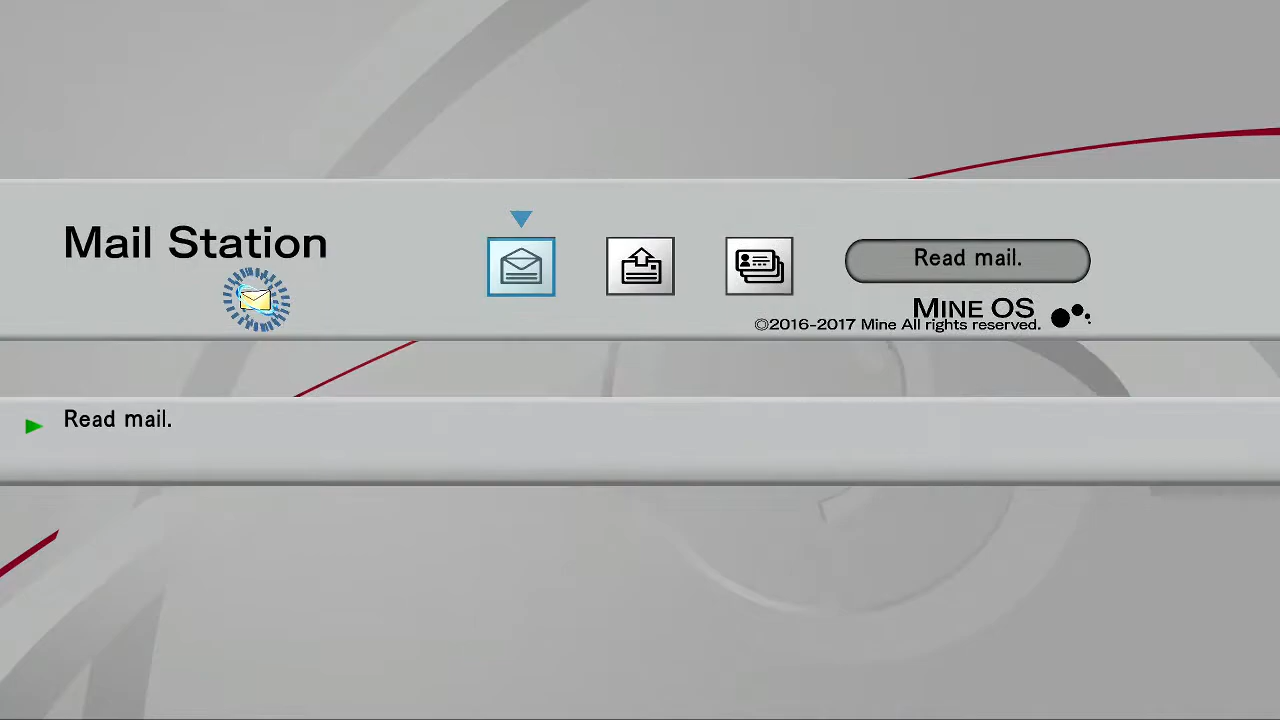 Mail Station
Read mail.
MINE OS
©2016-2017 Mine All rights reserved.
Read mail.